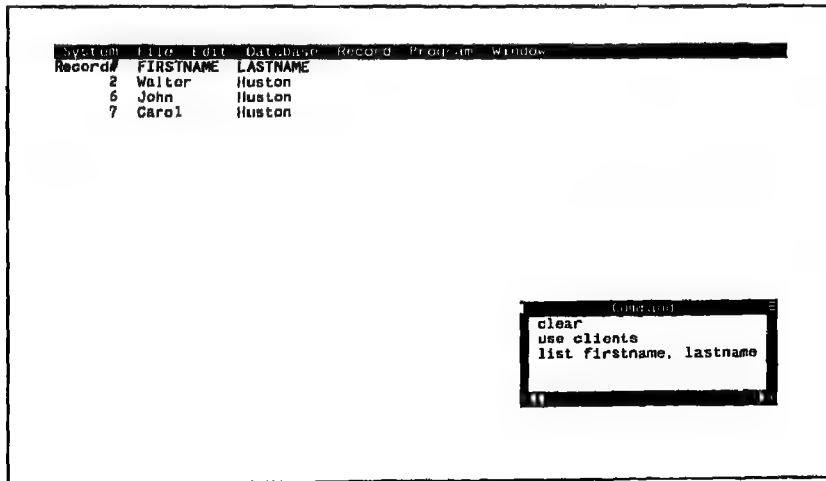 System File Edit Database Record Program Window
Record# FIRSTNAME LASTNAME
2 Walter Huston
6 John Huston
7 Carol Huston
Command
clear
use clients
list firstname, lastname